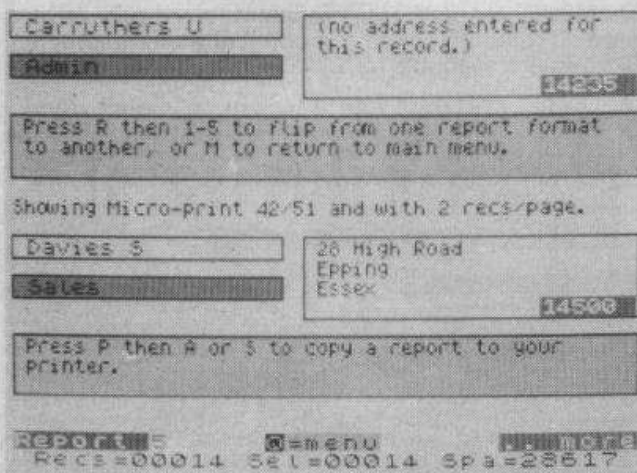 Carruthers U
(no address entered for
this record.)
Admin
14235
Press R then 1-5 to flip from one report format
to another, or M to return to main menu.
Showing Micro-print 42/51 and with 2 recs/page.
Davies S
28 High Road
Epping
Essex
Sales
14500
Press P then A or S to copy a report to your
printer.
Report 5
=menu
more
Recs=00014 Sel=00014 Spa=28617